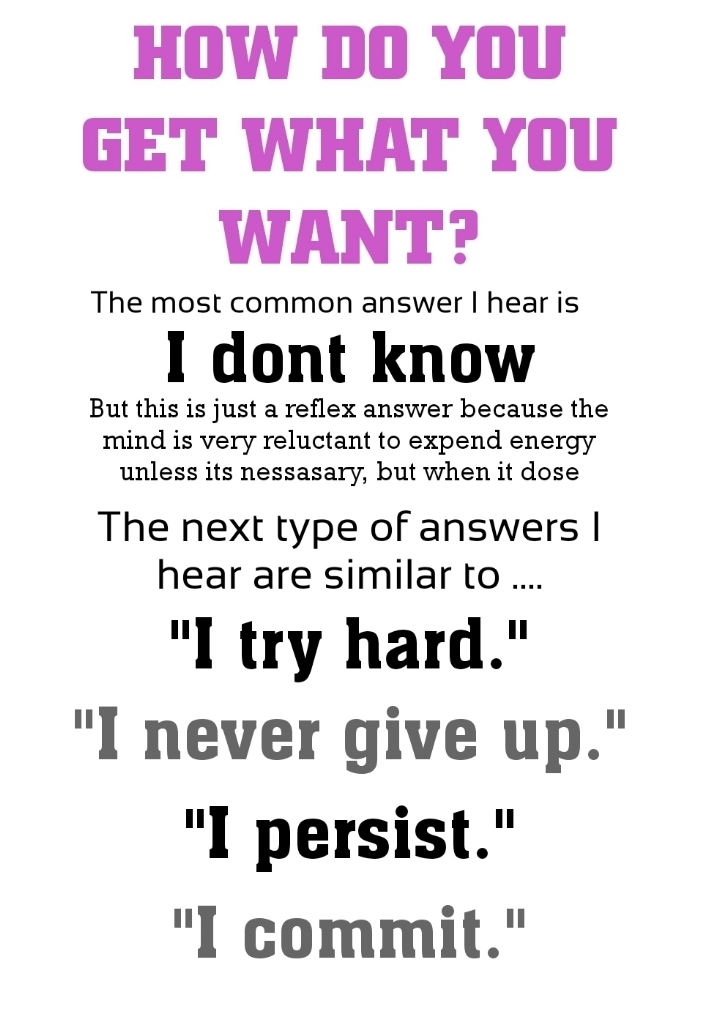 HOW DO YOU
GET WHAT YOU
WANT?
The most common answer I hear is
I dont know
But this is just a reflex answer because the
mind is very reluctant to expend energy
unless its nessasary, but when it dose
The next type of answers I
hear are similar to ....
"I try hard."
"I never give up."
"I persist."
"I commit."